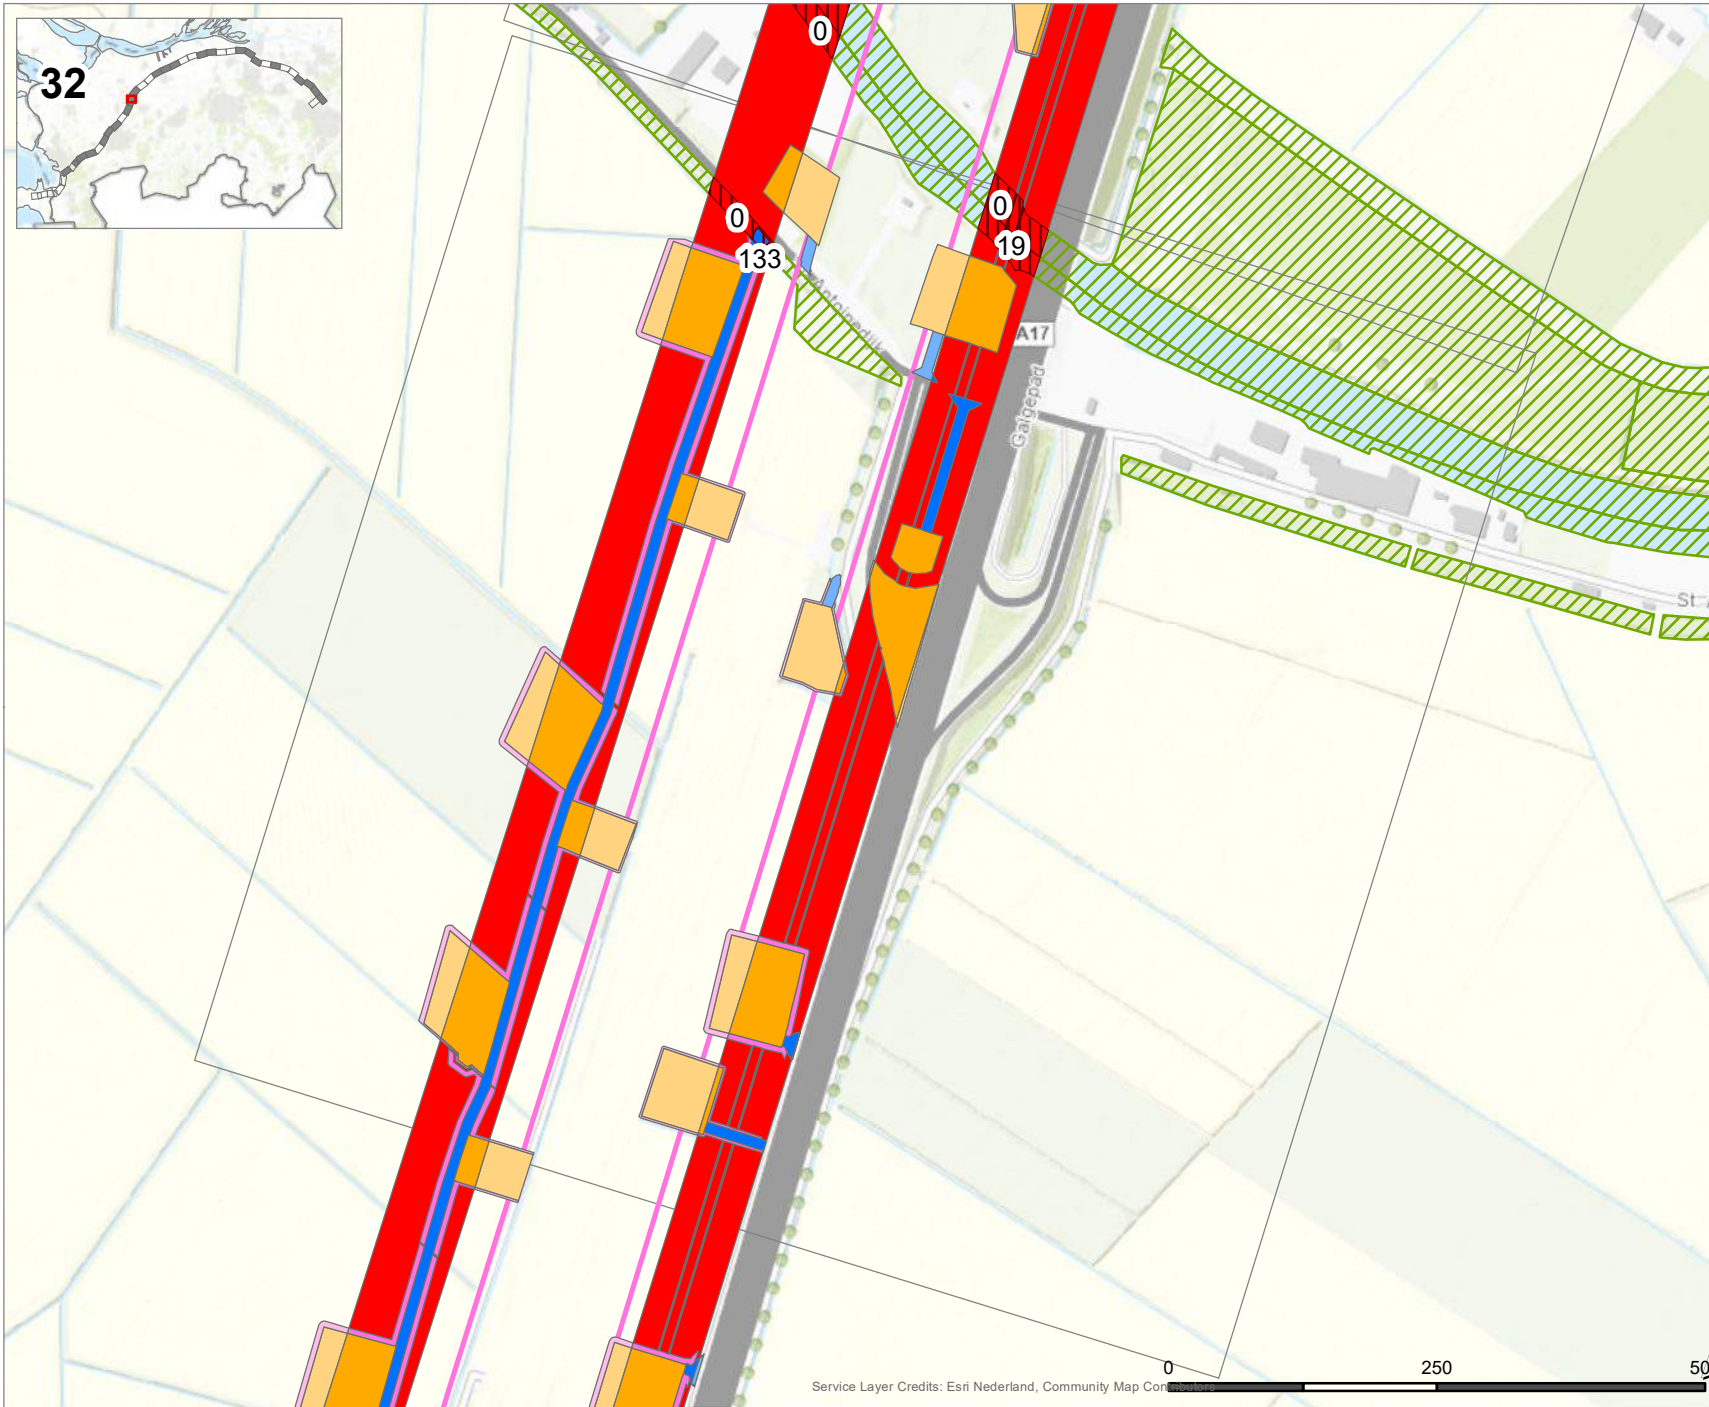 32
0
0
133
0
19
Antoinedijk
A17
Galgepad
St.
0
250
50
Service Layer Credits: Esri Nederland, Community Map Contributors